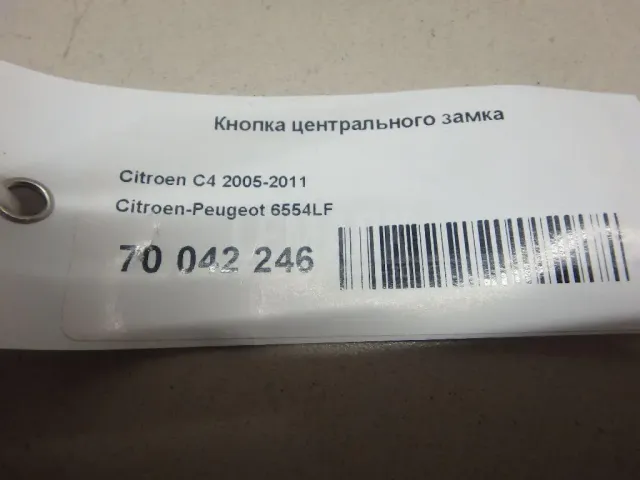 Кнопка центрального замка
Citroen C4 2005-2011
Citroen-Peugeot 6554LF
70 042 246